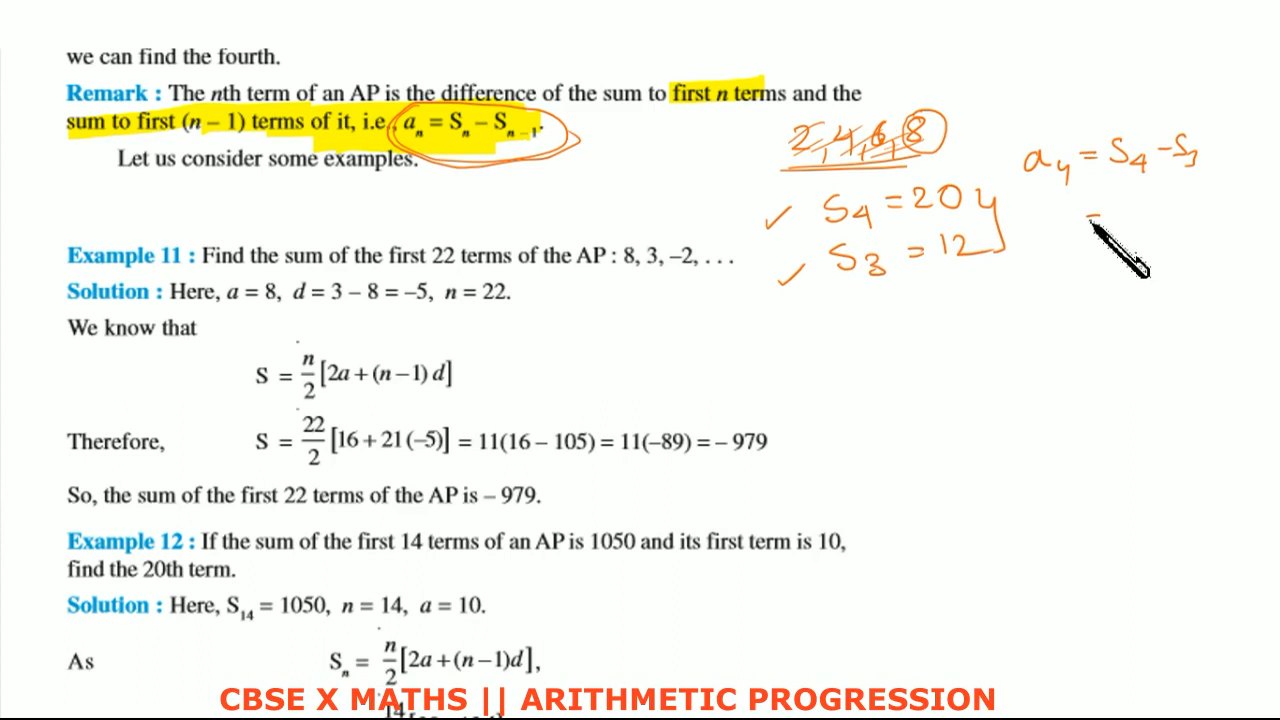 we can find the fourth.
Remark : The nth term of an AP is the difference of the sum to first n terms and the
sum to first (n – 1) terms of it, i.e., aₙ = Sₙ – Sₙ₋₁.
Let us consider some examples.
2, 4, 6, 8
a₄ = S₄ - S₃
S₄ = 20
S₃ = 12
=
Example 11 : Find the sum of the first 22 terms of the AP : 8, 3, –2, . . .
Solution : Here, a = 8, d = 3 – 8 = –5, n = 22.
We know that
S = n/2 [2a + (n – 1) d]
Therefore, S = 22/2 [16 + 21 (–5)] = 11(16 – 105) = 11(–89) = – 979
So, the sum of the first 22 terms of the AP is – 979.
Example 12 : If the sum of the first 14 terms of an AP is 1050 and its first term is 10,
find the 20th term.
Solution : Here, S₁₄ = 1050, n = 14, a = 10.
As Sₙ = n/2 [2a + (n – 1)d],
14
CBSE X MATHS || ARITHMETIC PROGRESSION